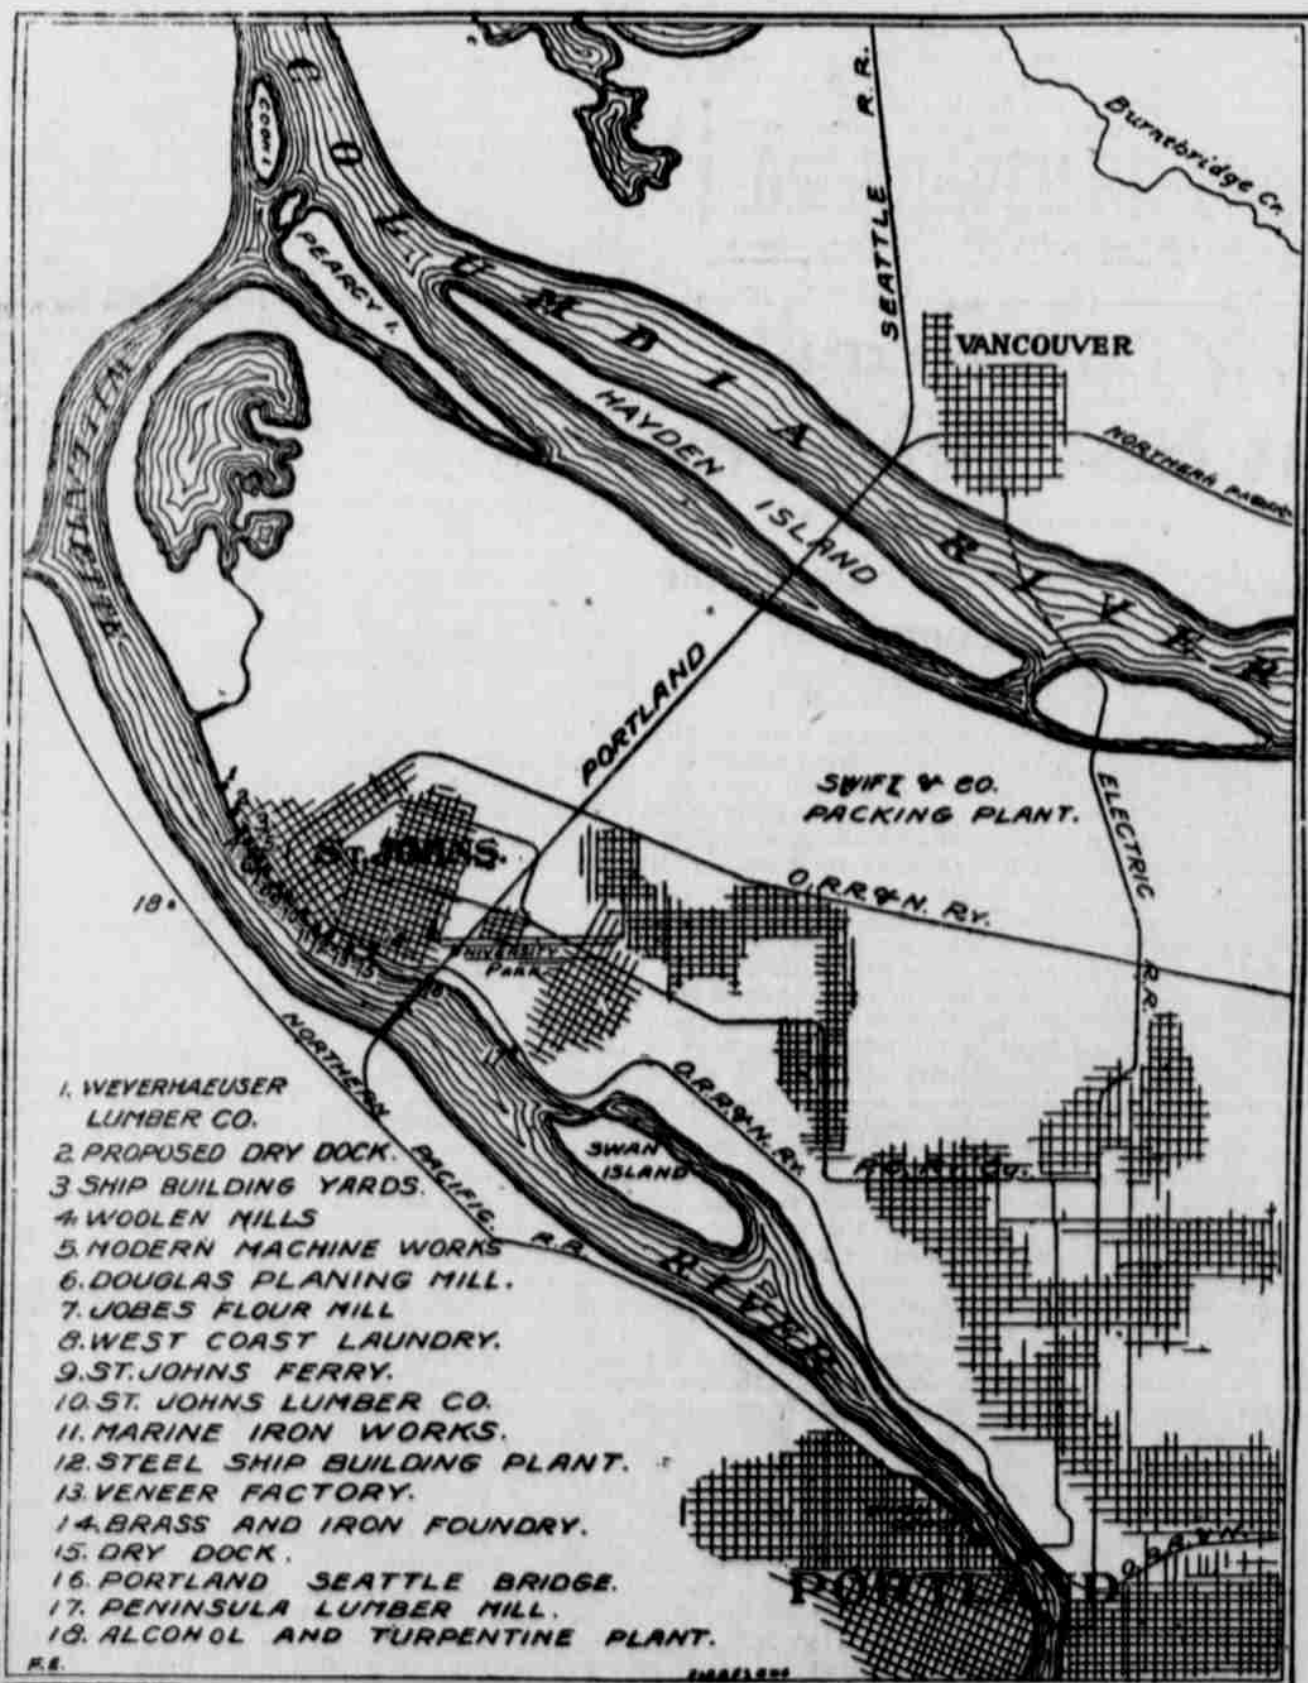 COLUMBIA RIVER
COON I.
PEARCY I.
HAYDEN
ISLAND
WILLAMETTE
RIVER
SEATTLE R.R.
PORTLAND
Burntbridge Cr.
VANCOUVER
NORTHERN PACIFIC
SWIFT & CO.
PACKING PLANT.
ELECTRIC
R.R.
O.R.R. & N. RY.
ST. JOHNS.
UNIVERSITY
PARK
18
17
16
NORTHERN PACIFIC. R.R.
O.R.R. & N. RY.
SWAN
ISLAND
O.R.R. & N.
PORTLAND
1. WEYERHAEUSER
LUMBER CO.
2. PROPOSED DRY DOCK.
3 SHIP BUILDING YARDS.
4. WOOLEN MILLS
5. MODERN MACHINE WORKS
6. DOUGLAS PLANING MILL.
7. JOBES FLOUR MILL
8. WEST COAST LAUNDRY.
9. ST. JOHNS FERRY.
10. ST. JOHNS LUMBER CO.
11. MARINE IRON WORKS.
12. STEEL SHIP BUILDING PLANT.
13. VENEER FACTORY.
14. BRASS AND IRON FOUNDRY.
15. DRY DOCK.
16. PORTLAND SEATTLE BRIDGE.
17. PENINSULA LUMBER MILL.
18. ALCOHOL AND TURPENTINE PLANT.